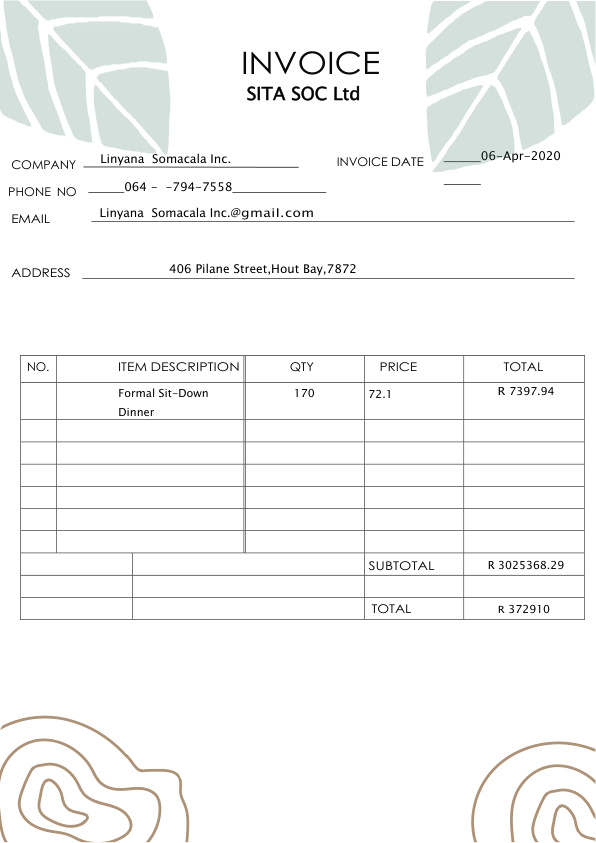 INVOICE
SITA SOC Ltd
COMPANY Linyana Somacala Inc. INVOICE DATE 06-Apr-2020
PHONE NO 064 - -794-7558
EMAIL Linyana Somacala Inc.@gmail.com
ADDRESS 406 Pilane Street,Hout Bay,7872
NO. ITEM DESCRIPTION QTY PRICE TOTAL
Formal Sit-Down 170 72.1 R 7397.94
Dinner
SUBTOTAL R 3025368.29
TOTAL R 372910